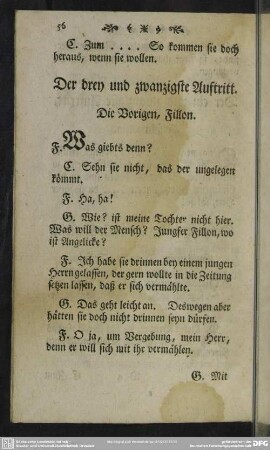 56
C. Zum .... So kommen sie doch
heraus, wenn sie wollen.
Der drey und zwanzigste Auftritt.
Die Vorigen, Fillon.
F. Was giebts denn?
C. Sehn sie nicht, das der ungelegen
kömmt.
F. Ha, ha!
G. Wie? ist meine Tochter nicht hier.
Was will der Mensch? Jungfer Fillon, wo
ist Angelicke?
F. Ich habe sie drinnen bey einem jungen
Herrn gelassen, der gern wollte in die Zeitung
setzen lassen, daß er sich vermählte.
G. Das geht leicht an. Deswegen aber
hätten sie doch nicht drinnen seyn dürfen.
F. O ja, um Vergebung, mein Herr,
denn er will sich mit ihr vermählen.
G. Mit
DFG